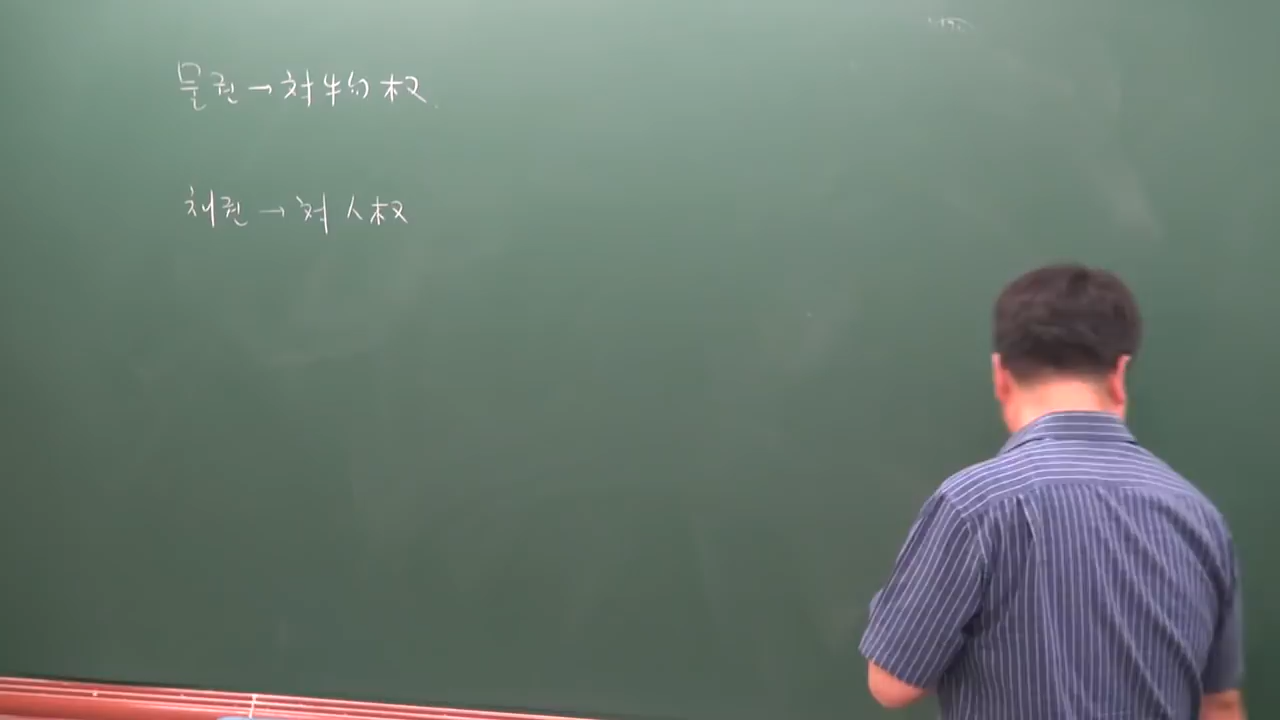 물권 → 対物权
채권 → 対人权